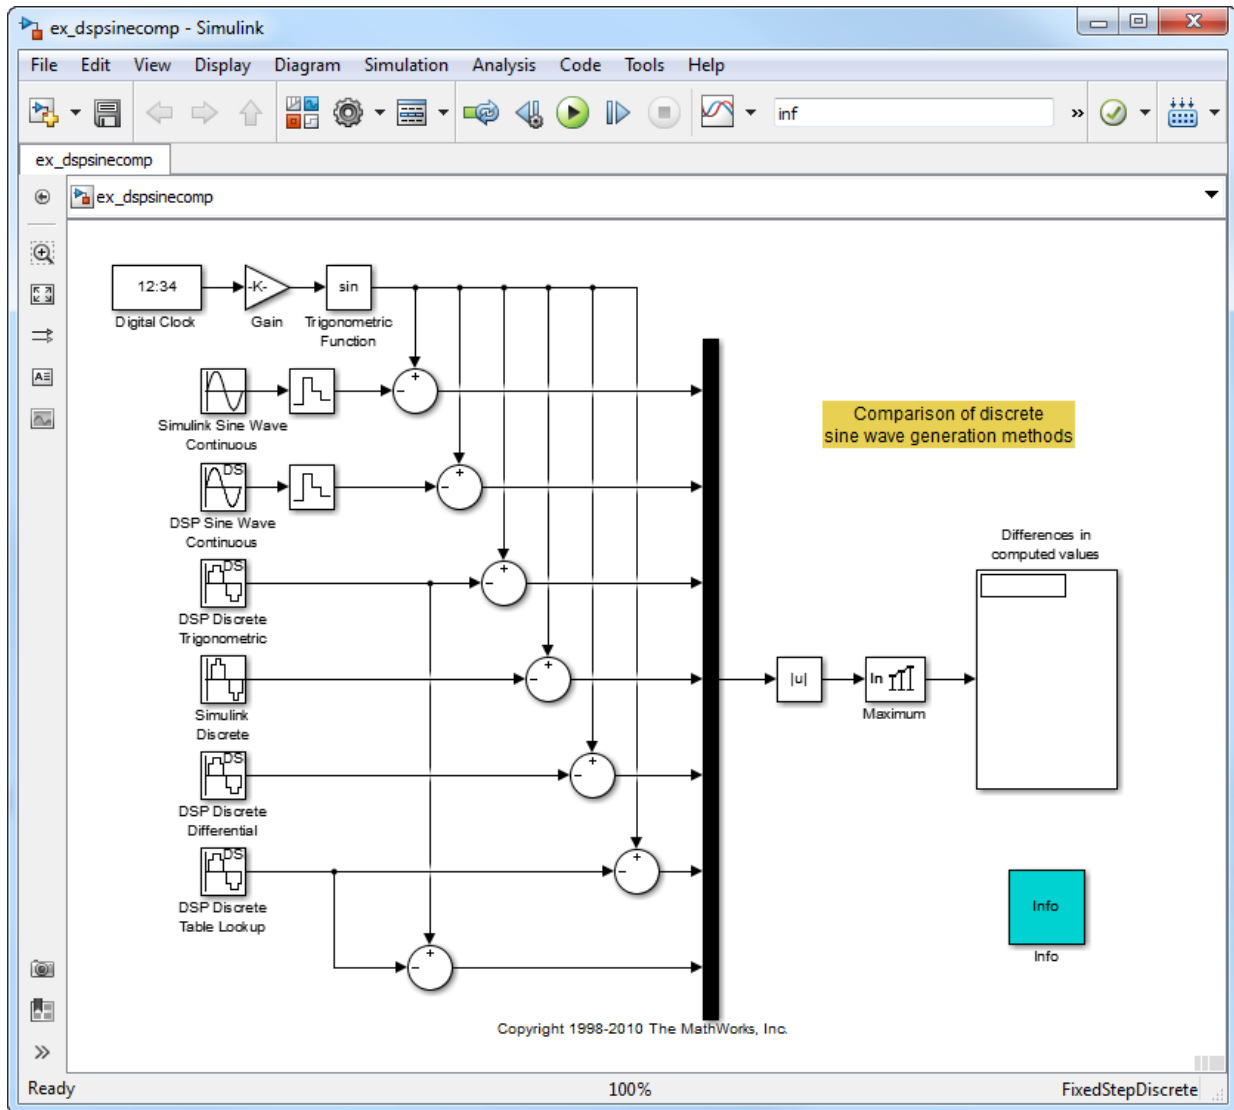 ex_dspsinecomp - Simulink
File Edit View Display Diagram Simulation Analysis Code Tools Help
inf
ex_dspsinecomp
ex_dspsinecomp
12:34
-K-
sin
Digital Clock
Gain
Trigonometric
Function
Simulink Sine Wave
Continuous
DS
DSP Sine Wave
Continuous
DS
DSP Discrete
Trigonometric
Simulink
Discrete
DS
DSP Discrete
Differential
DS
DSP Discrete
Table Lookup
Comparison of discrete
sine wave generation methods
Differences in
computed values
|u|
In
Maximum
Info
Info
Copyright 1998-2010 The MathWorks, Inc.
Ready
100%
FixedStepDiscrete